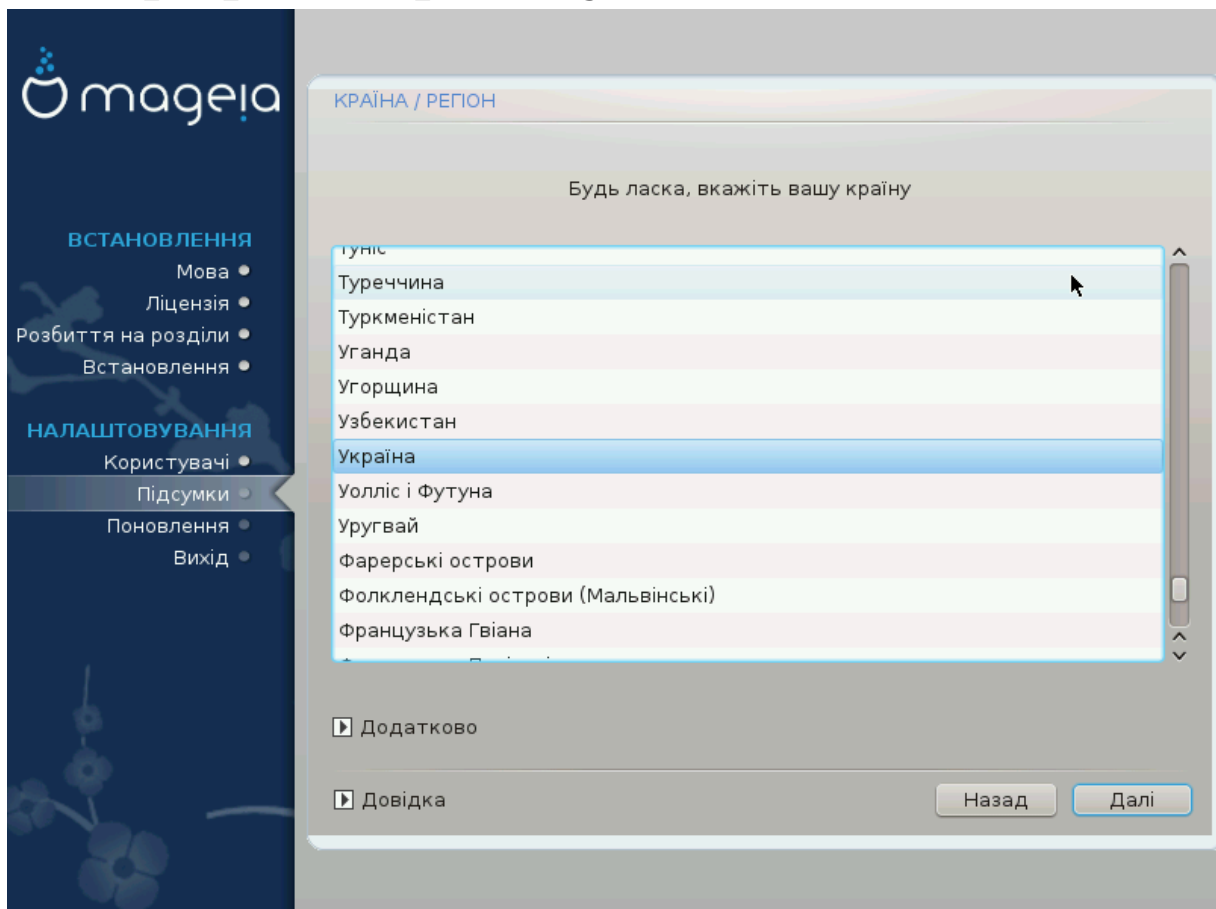 mageia
КРАЇНА / РЕГІОН
Будь ласка, вкажіть вашу країну
ВСТАНОВЛЕННЯ
Мова
Ліцензія
Розбиття на розділи
Встановлення
НАЛАШТОВУВАННЯ
Користувачі
Підсумки
Поновлення
Вихід
Туніс
Туреччина
Туркменістан
Уганда
Угорщина
Узбекистан
Україна
Уолліс і Футуна
Уругвай
Фарерські острови
Фолклендські острови (Мальвінські)
Французька Гвіана
Додатково
Довідка
Назад
Далі